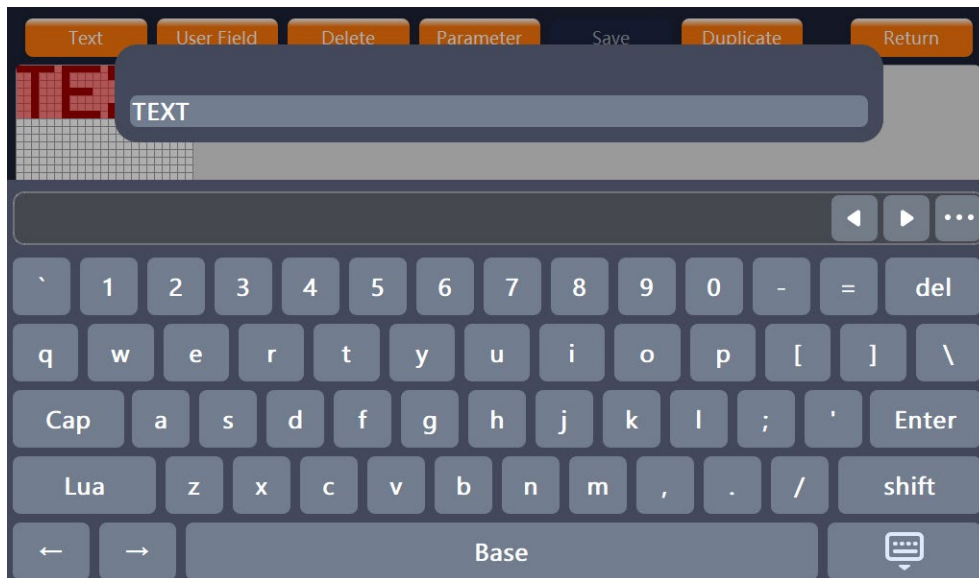 Text User Field Delete Parameter Save Duplicate Return
TEXT
` 1 2 3 4 5 6 7 8 9 0 - = del
q w e r t y u i o p [ ] \
Cap a s d f g h j k l ; ' Enter
Lua z x c v b n m , . / shift
← → Base